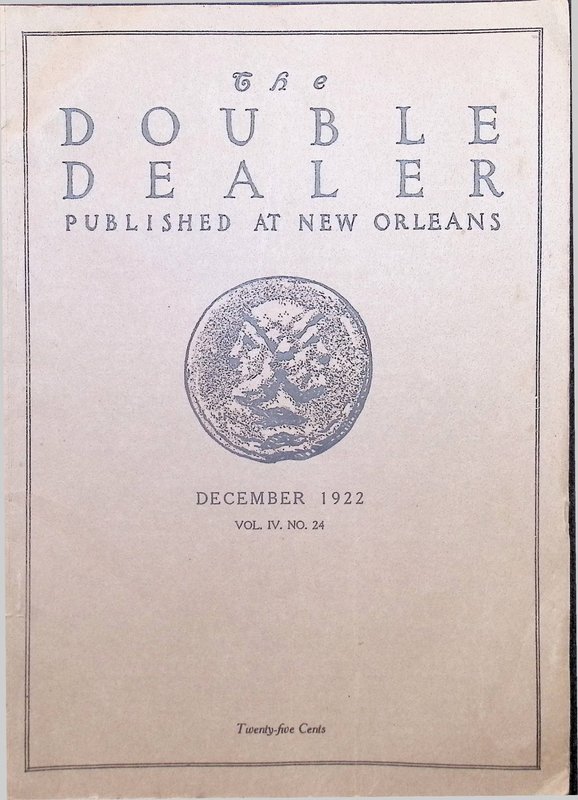 The
DOUBLE
DEALER
PUBLISHED AT NEW ORLEANS
DECEMBER 1922
VOL. IV. NO. 24
Twenty-five Cents